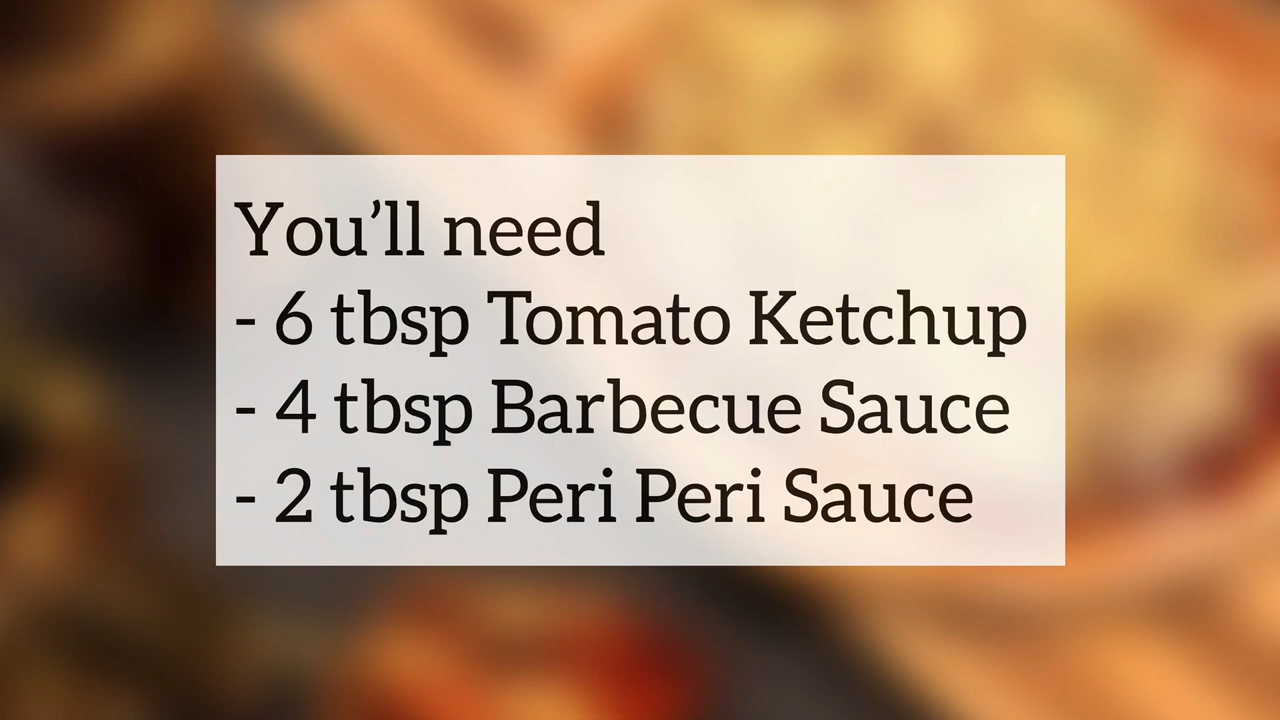 You’ll need
- 6 tbsp Tomato Ketchup
- 4 tbsp Barbecue Sauce
- 2 tbsp Peri Peri Sauce